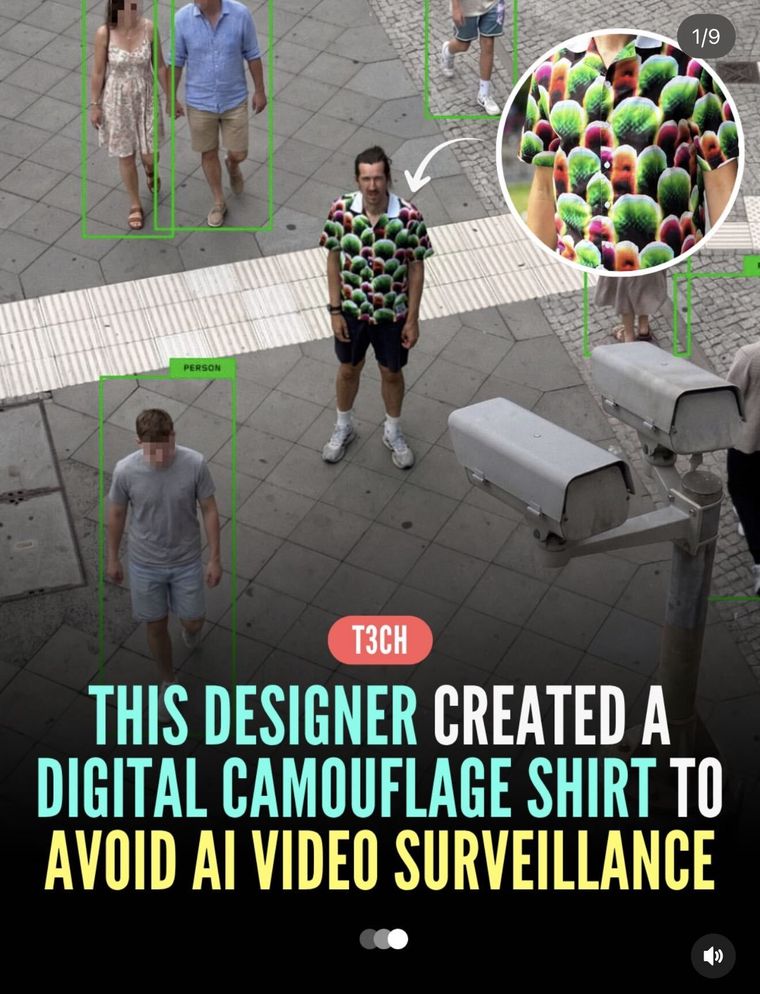 1/9
PERSON
T3CH
THIS DESIGNER CREATED A
DIGITAL CAMOUFLAGE SHIRT TO
AVOID AI VIDEO SURVEILLANCE